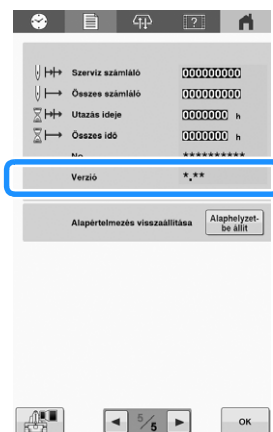 ?
Szerviz számláló 000000000
Összes számláló 000000000
Utazás ideje 0000000 h
Összes idő 0000000 h
No **********
Verzió *.**
Alapértelmezés visszaállítása Alaphelyzet-
be állít
5/5 OK